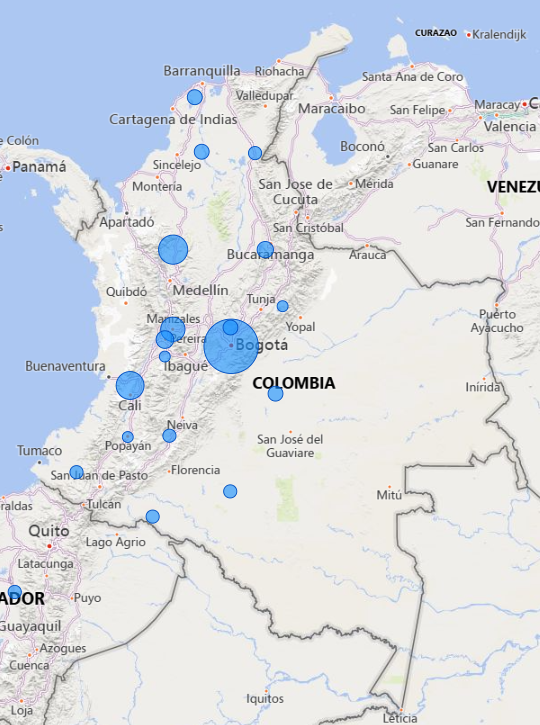 CURAZAO
Kralendijk
Barranquilla
Riohacha
Santa Ana de Coro
Valledupar
Maracaibo
San Felipe
Maracay
C
Cartagena de Indias
Valencia
e Colón
Panamá
Sincelejo
Boconó
San Carlos
Guanare
Monteria
San Jose de
Cucuta
Mérida
VENEZU
Apartadó
San Cristóbal
San Fernando
Bucaramanga
Arauca
Quibdó
Medellín
Tunja
Puerto
Ayacucho
Manizales
Yopal
Pereira
Bogotá
Buenaventura
Ibagué
COLOMBIA
Inírida
Cali
Neiva
Popayán
San José del
Guaviare
Tumaco
San Juan de Pasto
Florencia
Mitú
raldas
Tulcán
Quito
Lago Agrio
Latacunga
ADOR
Puyo
Guayaquil
Azogues
Cuenca
Iquitos
Loja
Leticia